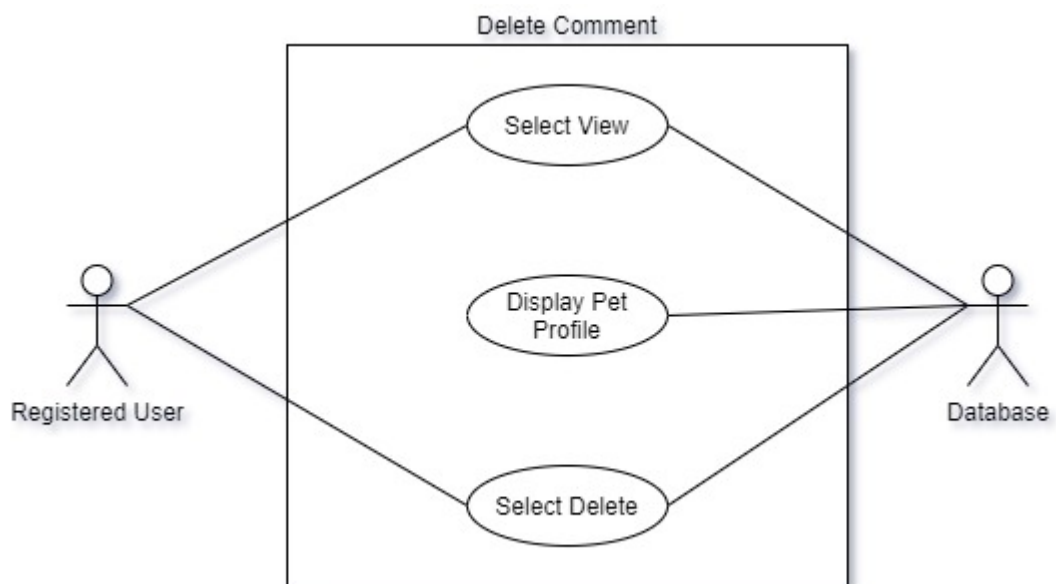 Delete Comment
Select View
Display Pet
Profile
Registered User
Database
Select Delete